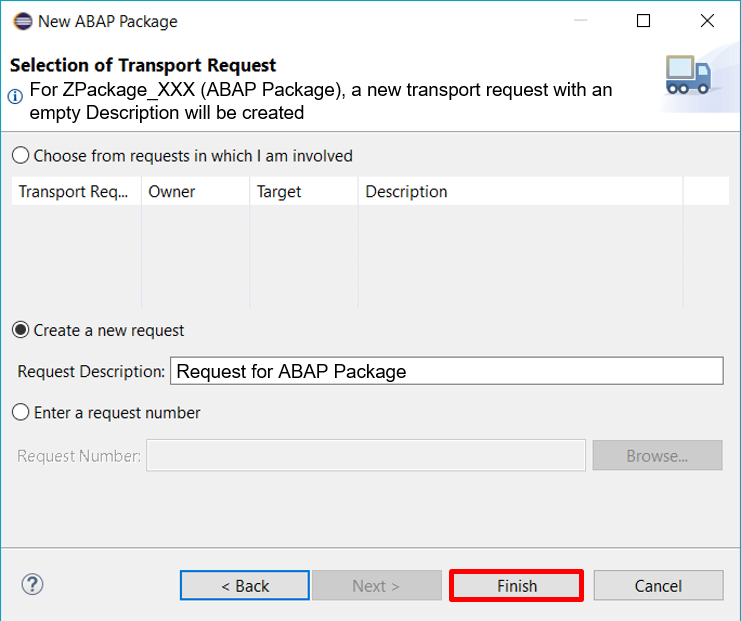 New ABAP Package
Selection of Transport Request
For ZPackage_XXX (ABAP Package), a new transport request with an
empty Description will be created
Choose from requests in which I am involved
Transport Req... Owner Target Description
Create a new request
Request Description: Request for ABAP Package
Enter a request number
Request Number: Browse...
< Back Next > Finish Cancel